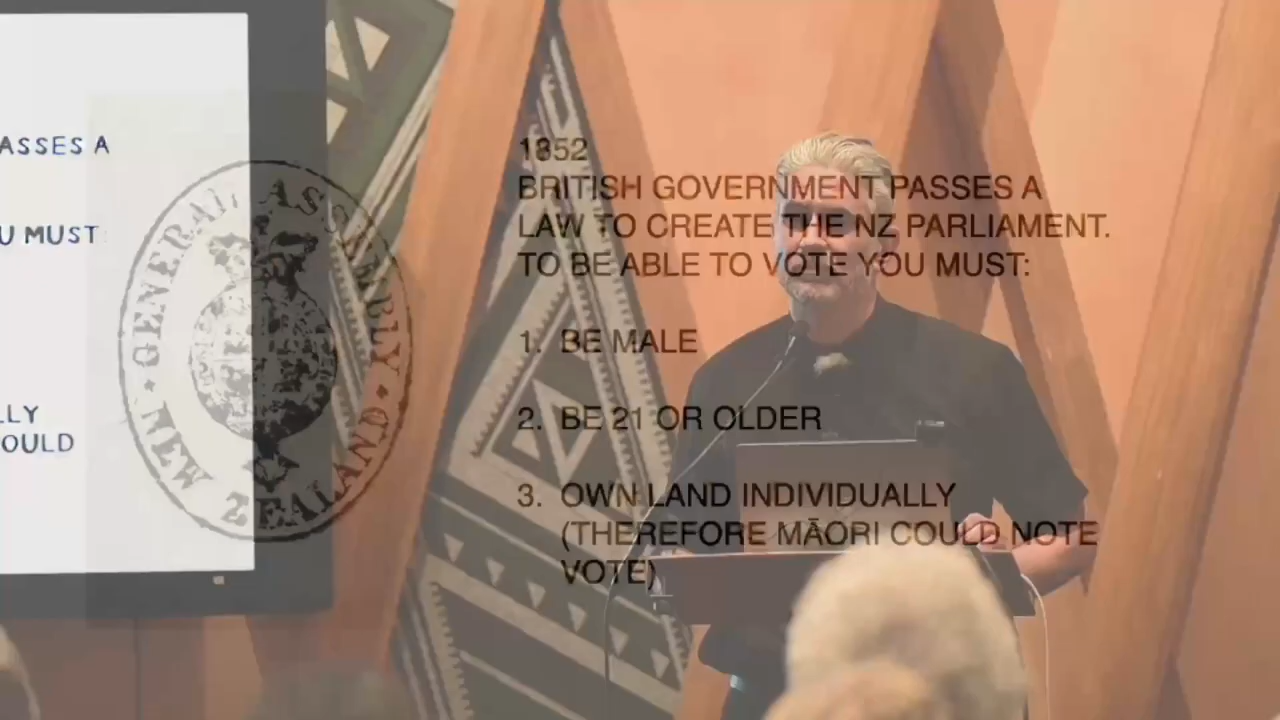 ASSES A
U MUST
LLY
OULD
GENERAL ASSEMBLY
NEW ZEALAND
1852
BRITISH GOVERNMENT PASSES A
LAW TO CREATE THE NZ PARLIAMENT.
TO BE ABLE TO VOTE YOU MUST:
1. BE MALE
2. BE 21 OR OLDER
3. OWN LAND INDIVIDUALLY
(THEREFORE MĀORI COULD NOTE
VOTE)